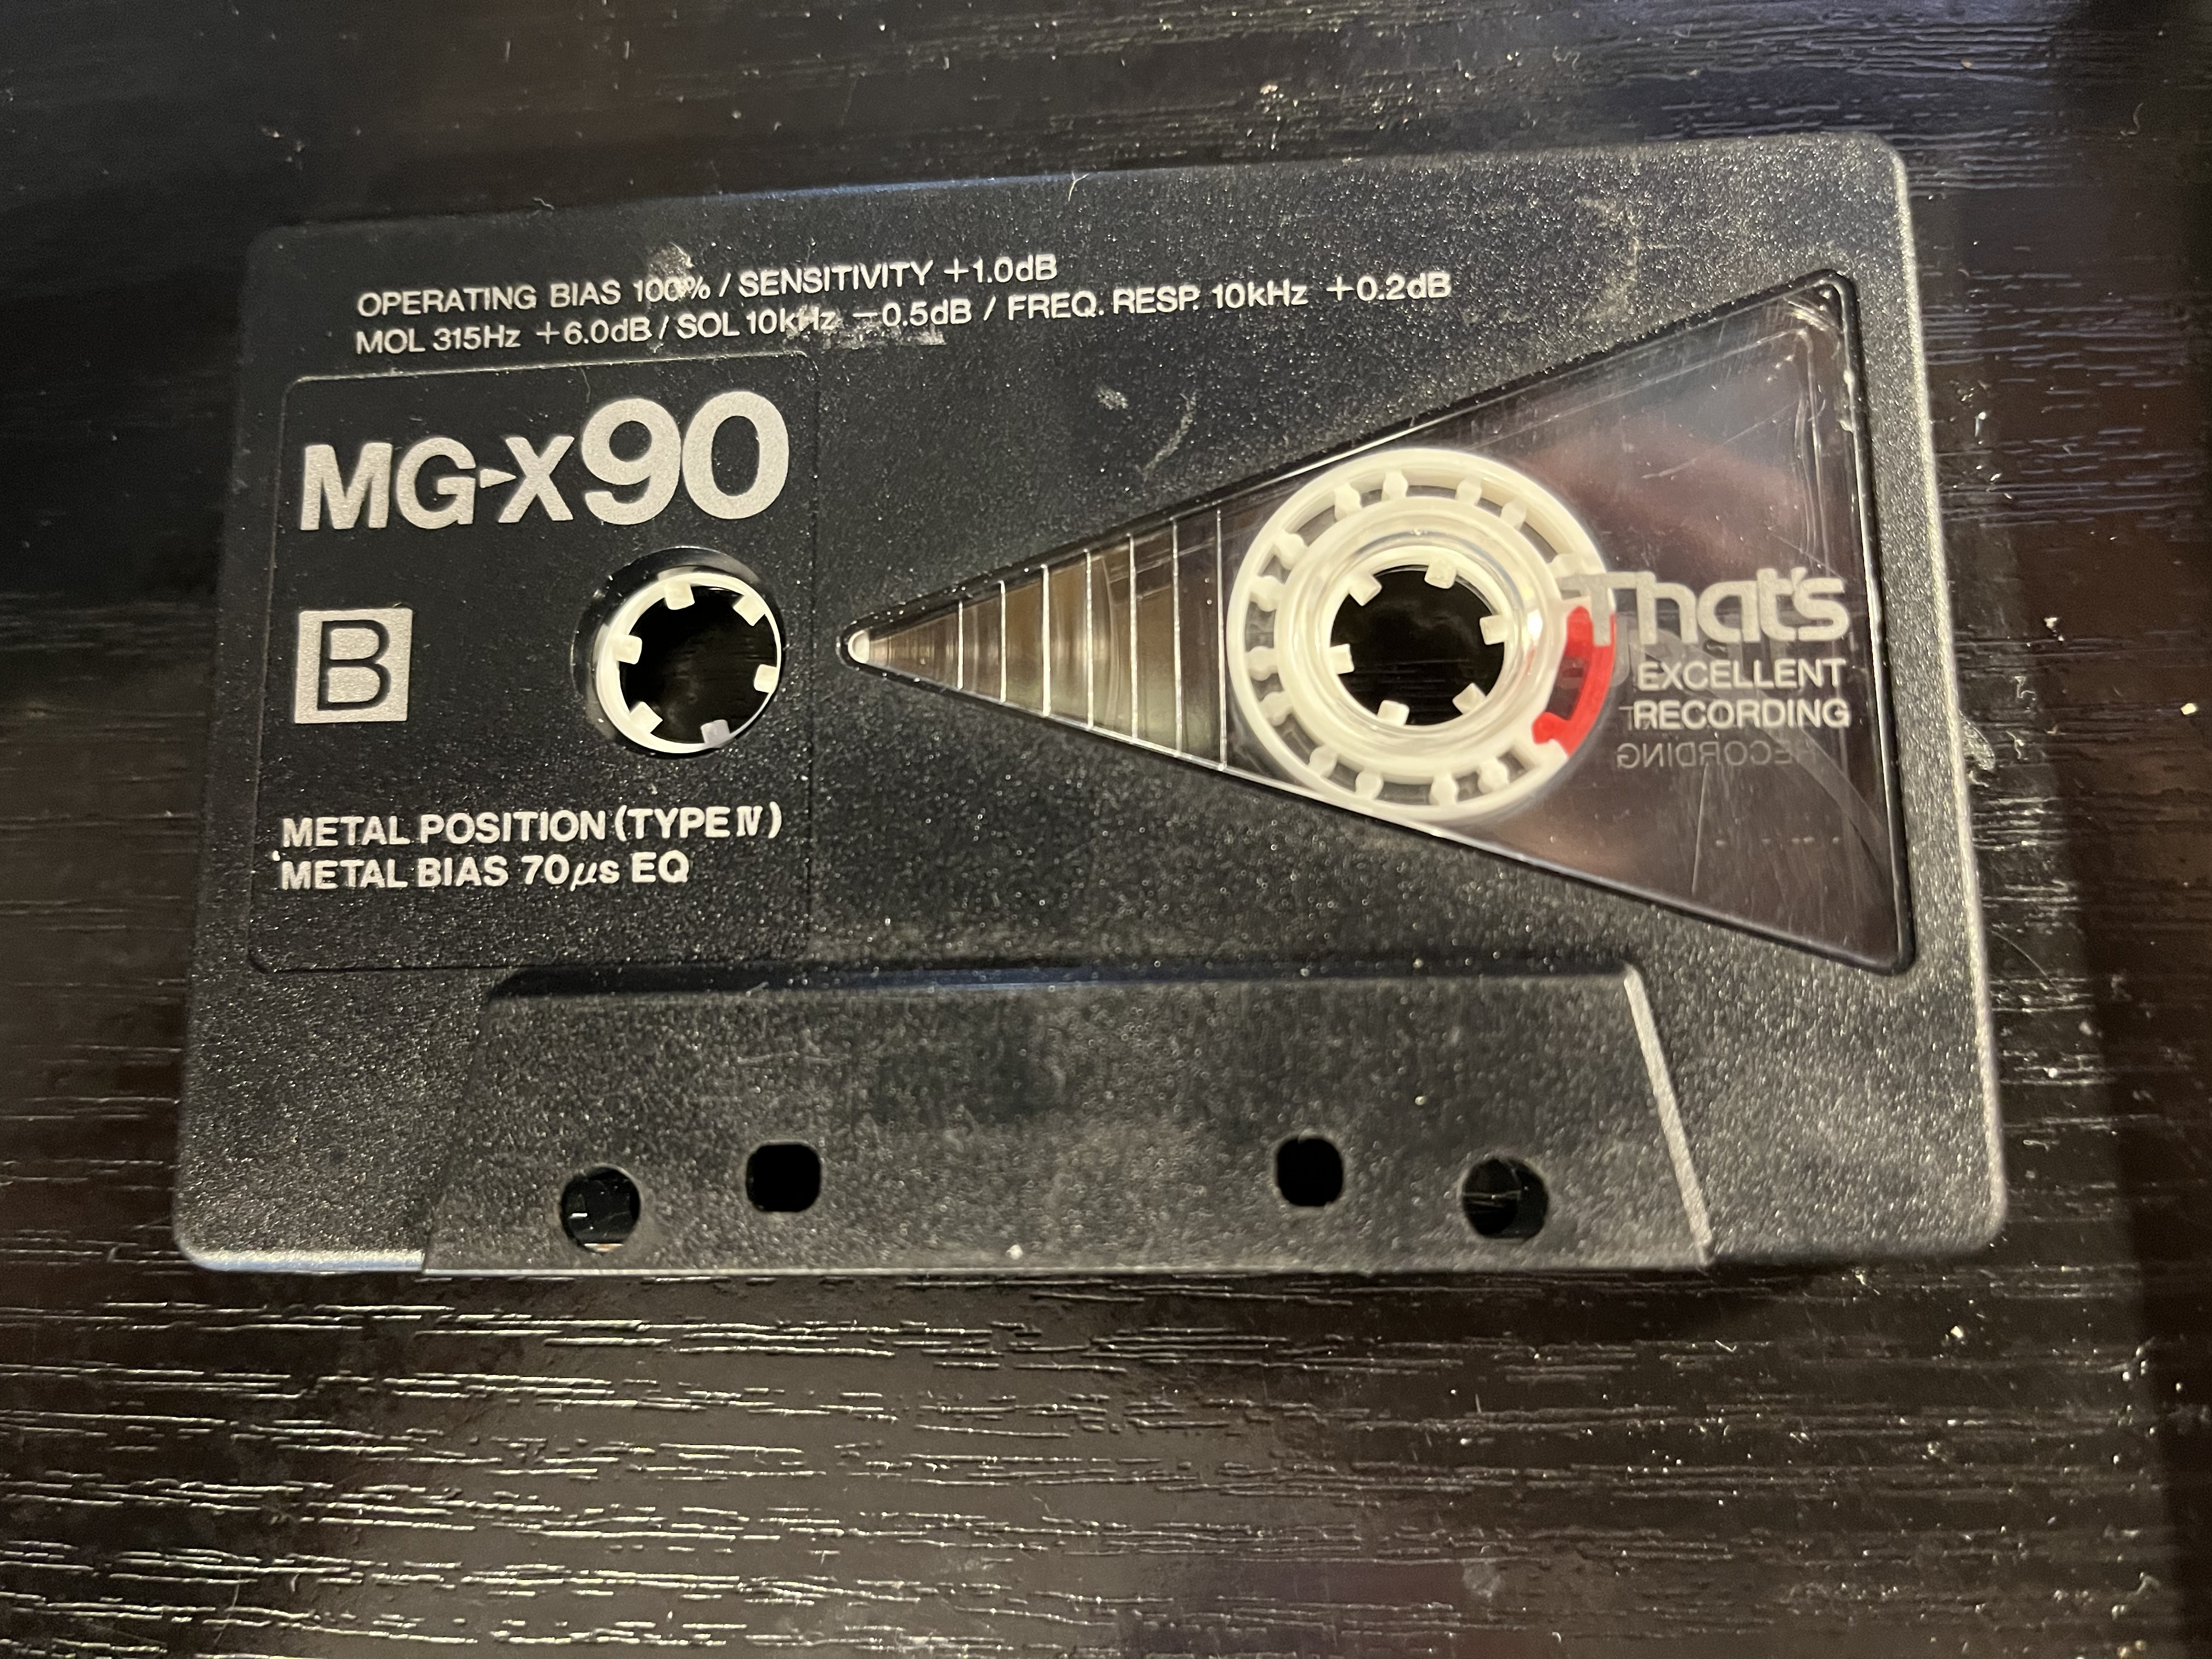 OPERATING BIAS 100% / SENSITIVITY +1.0dB
MOL 315Hz +6.0dB / SOL 10kHz −0.5dB / FREQ. RESP. 10kHz +0.2dB
MG-X90
B
METAL POSITION (TYPE IV)
METAL BIAS 70μs EQ
That's
EXCELLENT
RECORDING